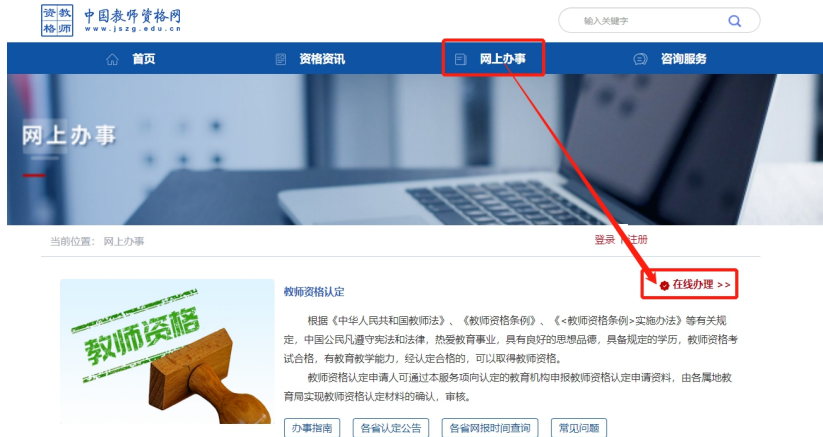 资教
格师
中国教师资格网
www.jszg.edu.cn
输入关键字
首页
资格资讯
网上办事
咨询服务
网上办事
当前位置： 网上办事
登录 | 注册
教师资格认定
在线办理 >>
教师资格
根据《中华人民共和国教师法》、《教师资格条例》、《<教师资格条例>实施办法》等有关规
定，中国公民凡遵守宪法和法律，热爱教育事业，具有良好的思想品德，具备规定的学历，教师资格考
试合格，有教育教学能力，经认定合格的，可以取得教师资格。
教师资格认定申请人可通过本服务项向认定的教育机构申报教师资格认定申请资料，由各属地教
育局实现教师资格认定材料的确认，审核。
办事指南
各省认定公告
各省网报时间查询
常见问题